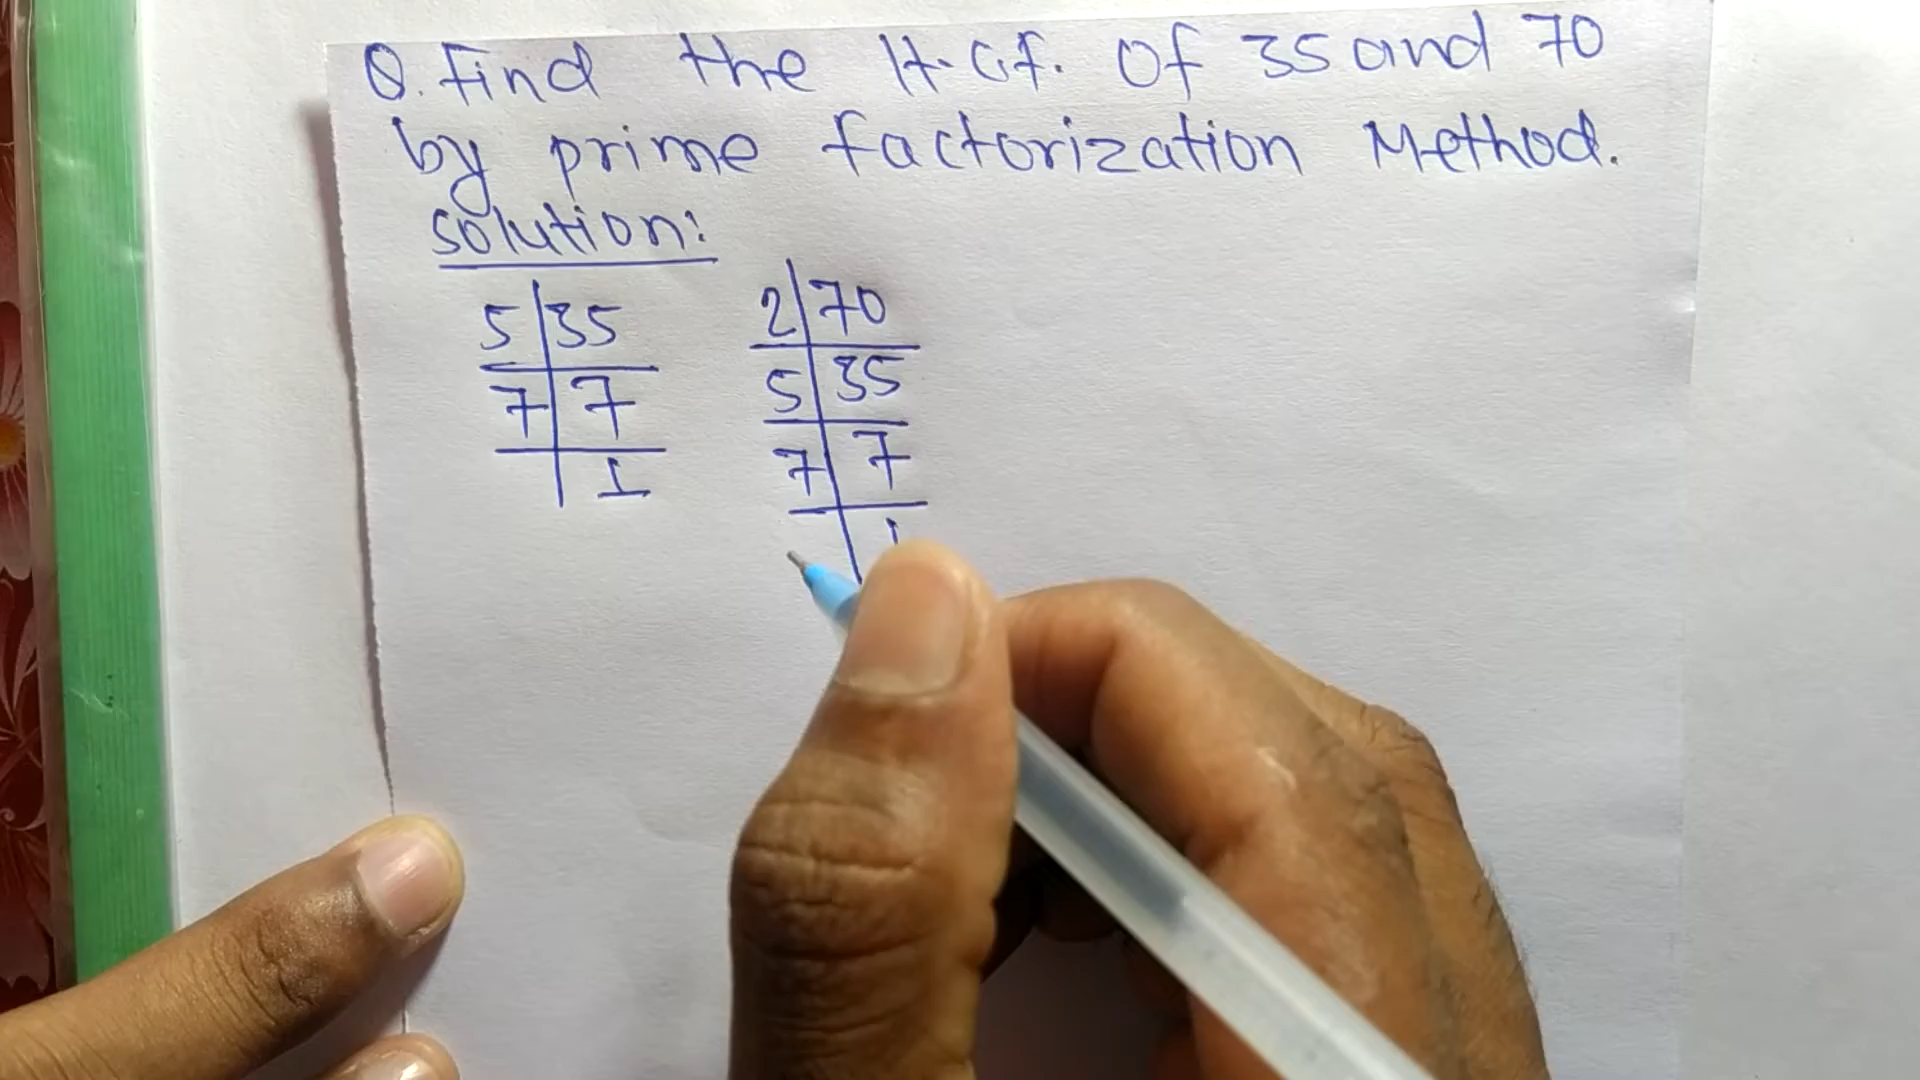 Q. Find the H.C.F. Of 35 and 70
by prime factorization Method.
Solution:
5 35
7 7
1
2 70
5 35
7 7
1